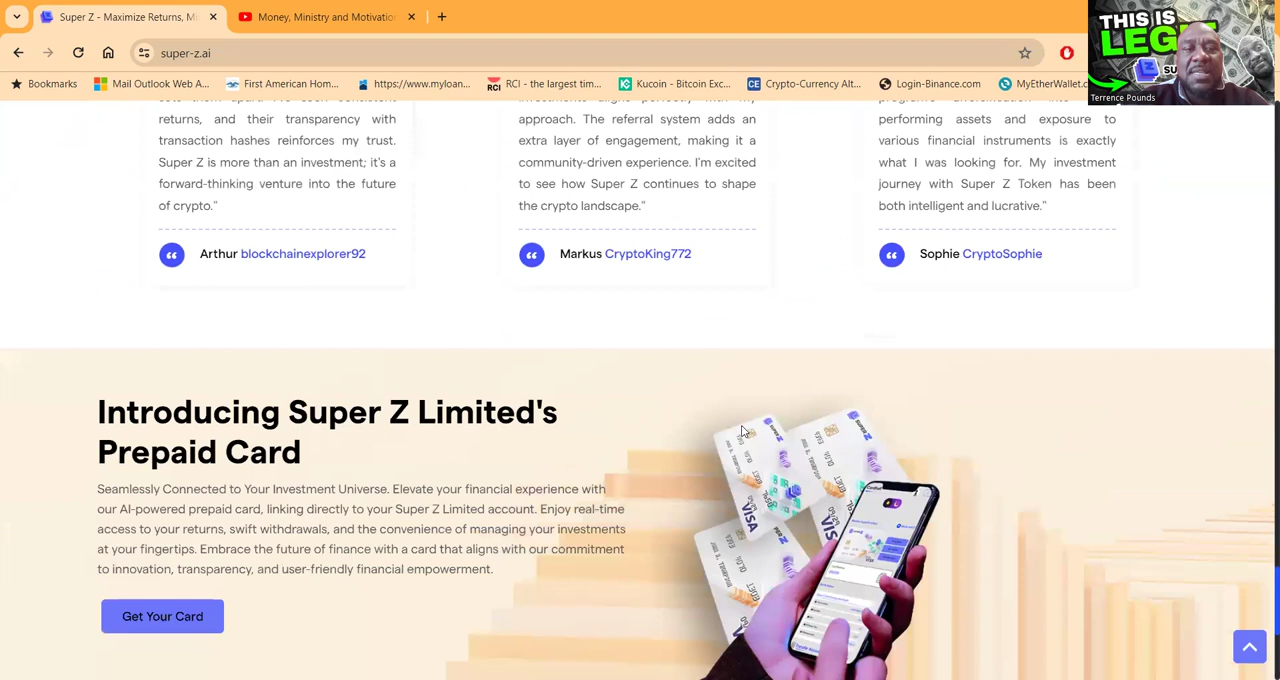 Super Z - Maximize Returns, M
Money, Ministry and Motivatio
super-z.ai
Bookmarks
Mail Outlook Web A...
First American Hom...
https://www.myloan...
RCI - the largest tim...
Kucoin - Bitcoin Exc...
Crypto-Currency Alt...
Login-Binance.com
MyEtherWallet.c
THIS IS
LEG
SU
Terrence Pounds
returns, and their transparency with
transaction hashes reinforces my trust.
Super Z is more than an investment; it's a
forward-thinking venture into the future
of crypto."
Arthur blockchainexplorer92
approach. The referral system adds an
extra layer of engagement, making it a
community-driven experience. I'm excited
to see how Super Z continues to shape
the crypto landscape."
Markus CryptoKing772
performing assets and exposure to
various financial instruments is exactly
what I was looking for. My investment
journey with Super Z Token has been
both intelligent and lucrative."
Sophie CryptoSophie
Introducing Super Z Limited's
Prepaid Card
Seamlessly Connected to Your Investment Universe. Elevate your financial experience with
our AI-powered prepaid card, linking directly to your Super Z Limited account. Enjoy real-time
access to your returns, swift withdrawals, and the convenience of managing your investments
at your fingertips. Embrace the future of finance with a card that aligns with our commitment
to innovation, transparency, and user-friendly financial empowerment.
Get Your Card
VISA
VISA